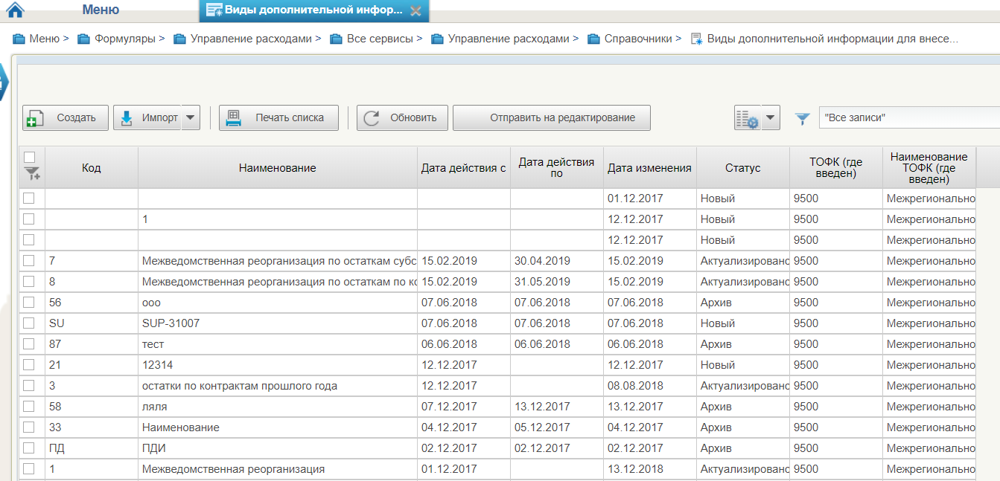 Меню
Виды дополнительной инфор...
Меню > Формуляры > Управление расходами > Все сервисы > Управление расходами > Справочники > Виды дополнительной информации для внесе...
Создать Импорт Печать списка Обновить Отправить на редактирование "Все записи"
Код Наименование Дата действия с Дата действия по Дата изменения Статус ТОФК (где введен) Наименование ТОФК (где введен)
01.12.2017 Новый 9500 Межрегионально
1 12.12.2017 Новый 9500 Межрегионально
12.12.2017 Новый 9500 Межрегионально
7 Межведомственная реорганизация по остаткам субс 15.02.2019 30.04.2019 15.02.2019 Актуализировано 9500 Межрегионально
8 Межведомственная реорганизация по остаткам по ко 15.02.2019 31.05.2019 15.02.2019 Актуализировано 9500 Межрегионально
56 ооо 07.06.2018 07.06.2018 07.06.2018 Архив 9500 Межрегионально
SU SUP-31007 07.06.2018 07.06.2018 07.06.2018 Новый 9500 Межрегионально
87 тест 06.06.2018 06.06.2018 06.06.2018 Архив 9500 Межрегионально
21 12314 12.12.2017 12.12.2017 Новый 9500 Межрегионально
3 остатки по контрактам прошлого года 12.12.2017 08.08.2018 Актуализировано 9500 Межрегионально
58 ляля 07.12.2017 13.12.2017 13.12.2017 Архив 9500 Межрегионально
33 Наименование 04.12.2017 05.12.2017 04.12.2017 Архив 9500 Межрегионально
ПД ПДИ 02.12.2017 02.12.2017 02.12.2017 Архив 9500 Межрегионально
1 Межведомственная реорганизация 01.12.2017 13.12.2018 Актуализировано 9500 Межрегионально